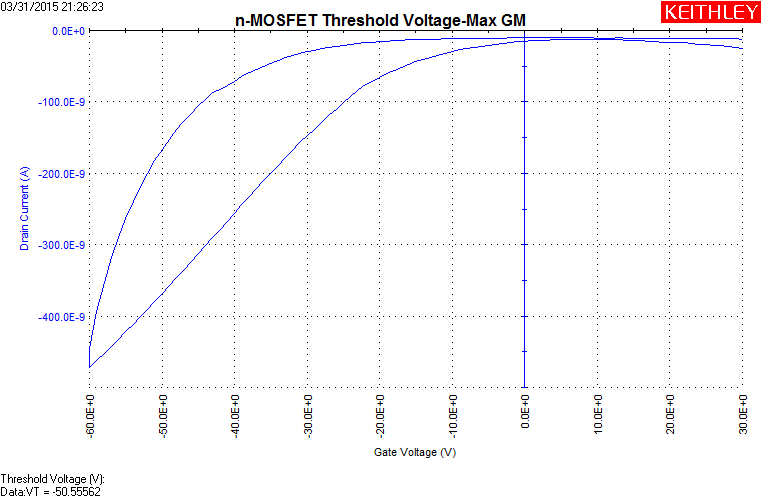 03/31/2015 21:26:23
n-MOSFET Threshold Voltage-Max GM
KEITHLEY
0.0E+0
-100.0E-9
-200.0E-9
-300.0E-9
-400.0E-9
Drain Current (A)
-60.0E+0
-50.0E+0
-40.0E+0
-30.0E+0
-20.0E+0
-10.0E+0
0.0E+0
10.0E+0
20.0E+0
30.0E+0
Gate Voltage (V)
Threshold Voltage (V):
Data:VT = -50.55562